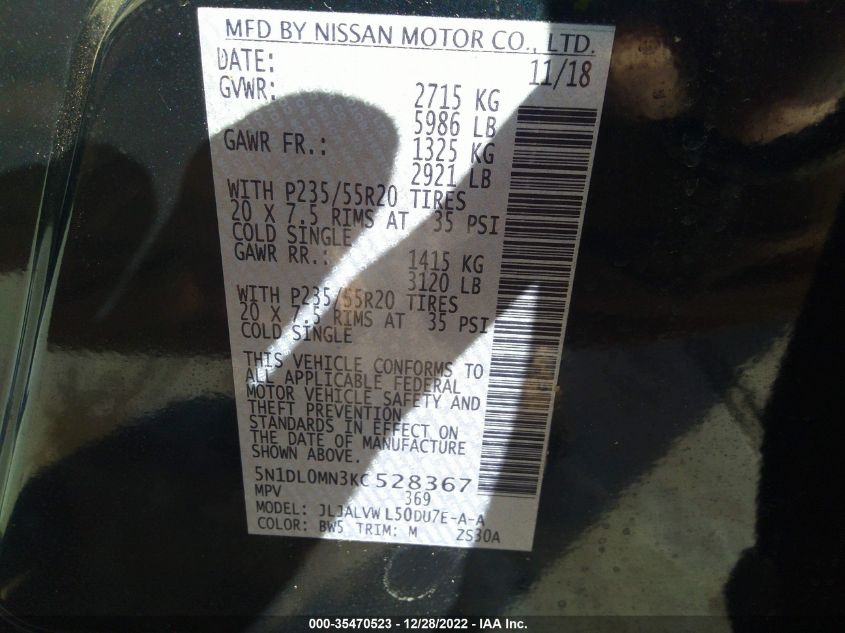 MFD BY NISSAN MOTOR CO., LTD.
DATE: 11/18
GVWR: 2715 KG
5986 LB
GAWR FR.: 1325 KG
2921 LB
WITH P235/55R20 TIRES
20 X 7.5 RIMS AT 35 PSI
COLD SINGLE
GAWR RR.: 1415 KG
3120 LB
WITH P235/55R20 TIRES
20 X 7.5 RIMS AT 35 PSI
COLD SINGLE
THIS VEHICLE CONFORMS TO
ALL APPLICABLE FEDERAL
MOTOR VEHICLE SAFETY AND
THEFT PREVENTION
STANDARDS IN EFFECT ON
THE DATE OF MANUFACTURE
SHOWN ABOVE.
5N1DL0MN3KC528367
MPV 369
MODEL: JLJALVW L50DU7E-A-A
COLOR: BW5 TRIM: M ZS30A
000-35470523 - 12/28/2022 - IAA Inc.